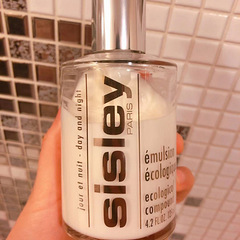 sisley
PARIS
jour et nuit - day and night
émulsion
écologique
ecological
compound
4.2 FL.OZ